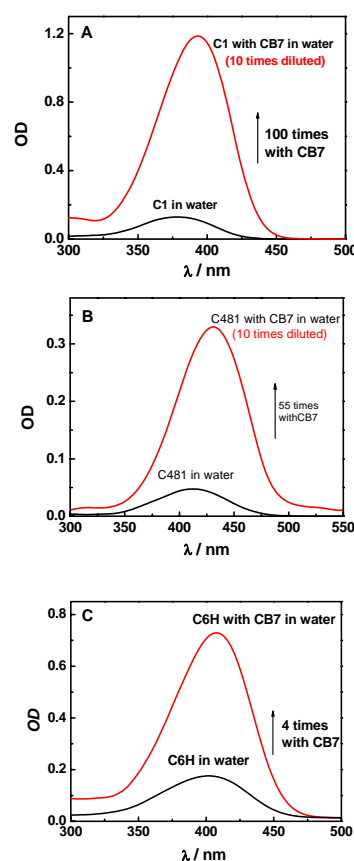 A
C1 with CB7 in water
(10 times diluted)
100 times
with CB7
C1 in water
OD
1.2
0.8
0.4
0.0
300 350 400 450 500
λ / nm
B
C481 with CB7 in water
(10 times diluted)
55 times
withCB7
C481 in water
OD
0.3
0.2
0.1
0.0
300 350 400 450 500 550
λ / nm
C
C6H with CB7 in water
4 times
with CB7
C6H in water
OD
0.8
0.6
0.4
0.2
0.0
300 400 500
λ / nm